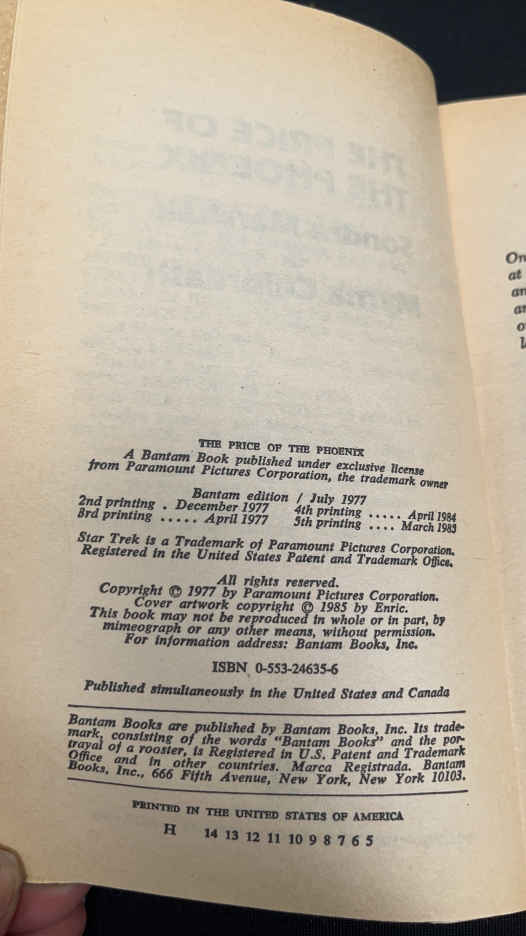 THE PRICE OF THE PHOENIX
A Bantam Book published under exclusive license
from Paramount Pictures Corporation, the trademark owner
Bantam edition / July 1977
2nd printing . December 1977 4th printing ..... April 1984
3rd printing ..... April 1977 5th printing .... March 1985
Star Trek is a Trademark of Paramount Pictures Corporation.
Registered in the United States Patent and Trademark Office.
All rights reserved.
Copyright © 1977 by Paramount Pictures Corporation.
Cover artwork copyright © 1985 by Enric.
This book may not be reproduced in whole or in part, by
mimeograph or any other means, without permission.
For information address: Bantam Books, Inc.
ISBN 0-553-24635-6
Published simultaneously in the United States and Canada
Bantam Books are published by Bantam Books, Inc. Its trade-
mark, consisting of the words "Bantam Books" and the por-
trayal of a rooster, is Registered in U.S. Patent and Trademark
Office and in other countries. Marca Registrada. Bantam
Books, Inc., 666 Fifth Avenue, New York, New York 10103.
PRINTED IN THE UNITED STATES OF AMERICA
H 14 13 12 11 10 9 8 7 6 5
On
at